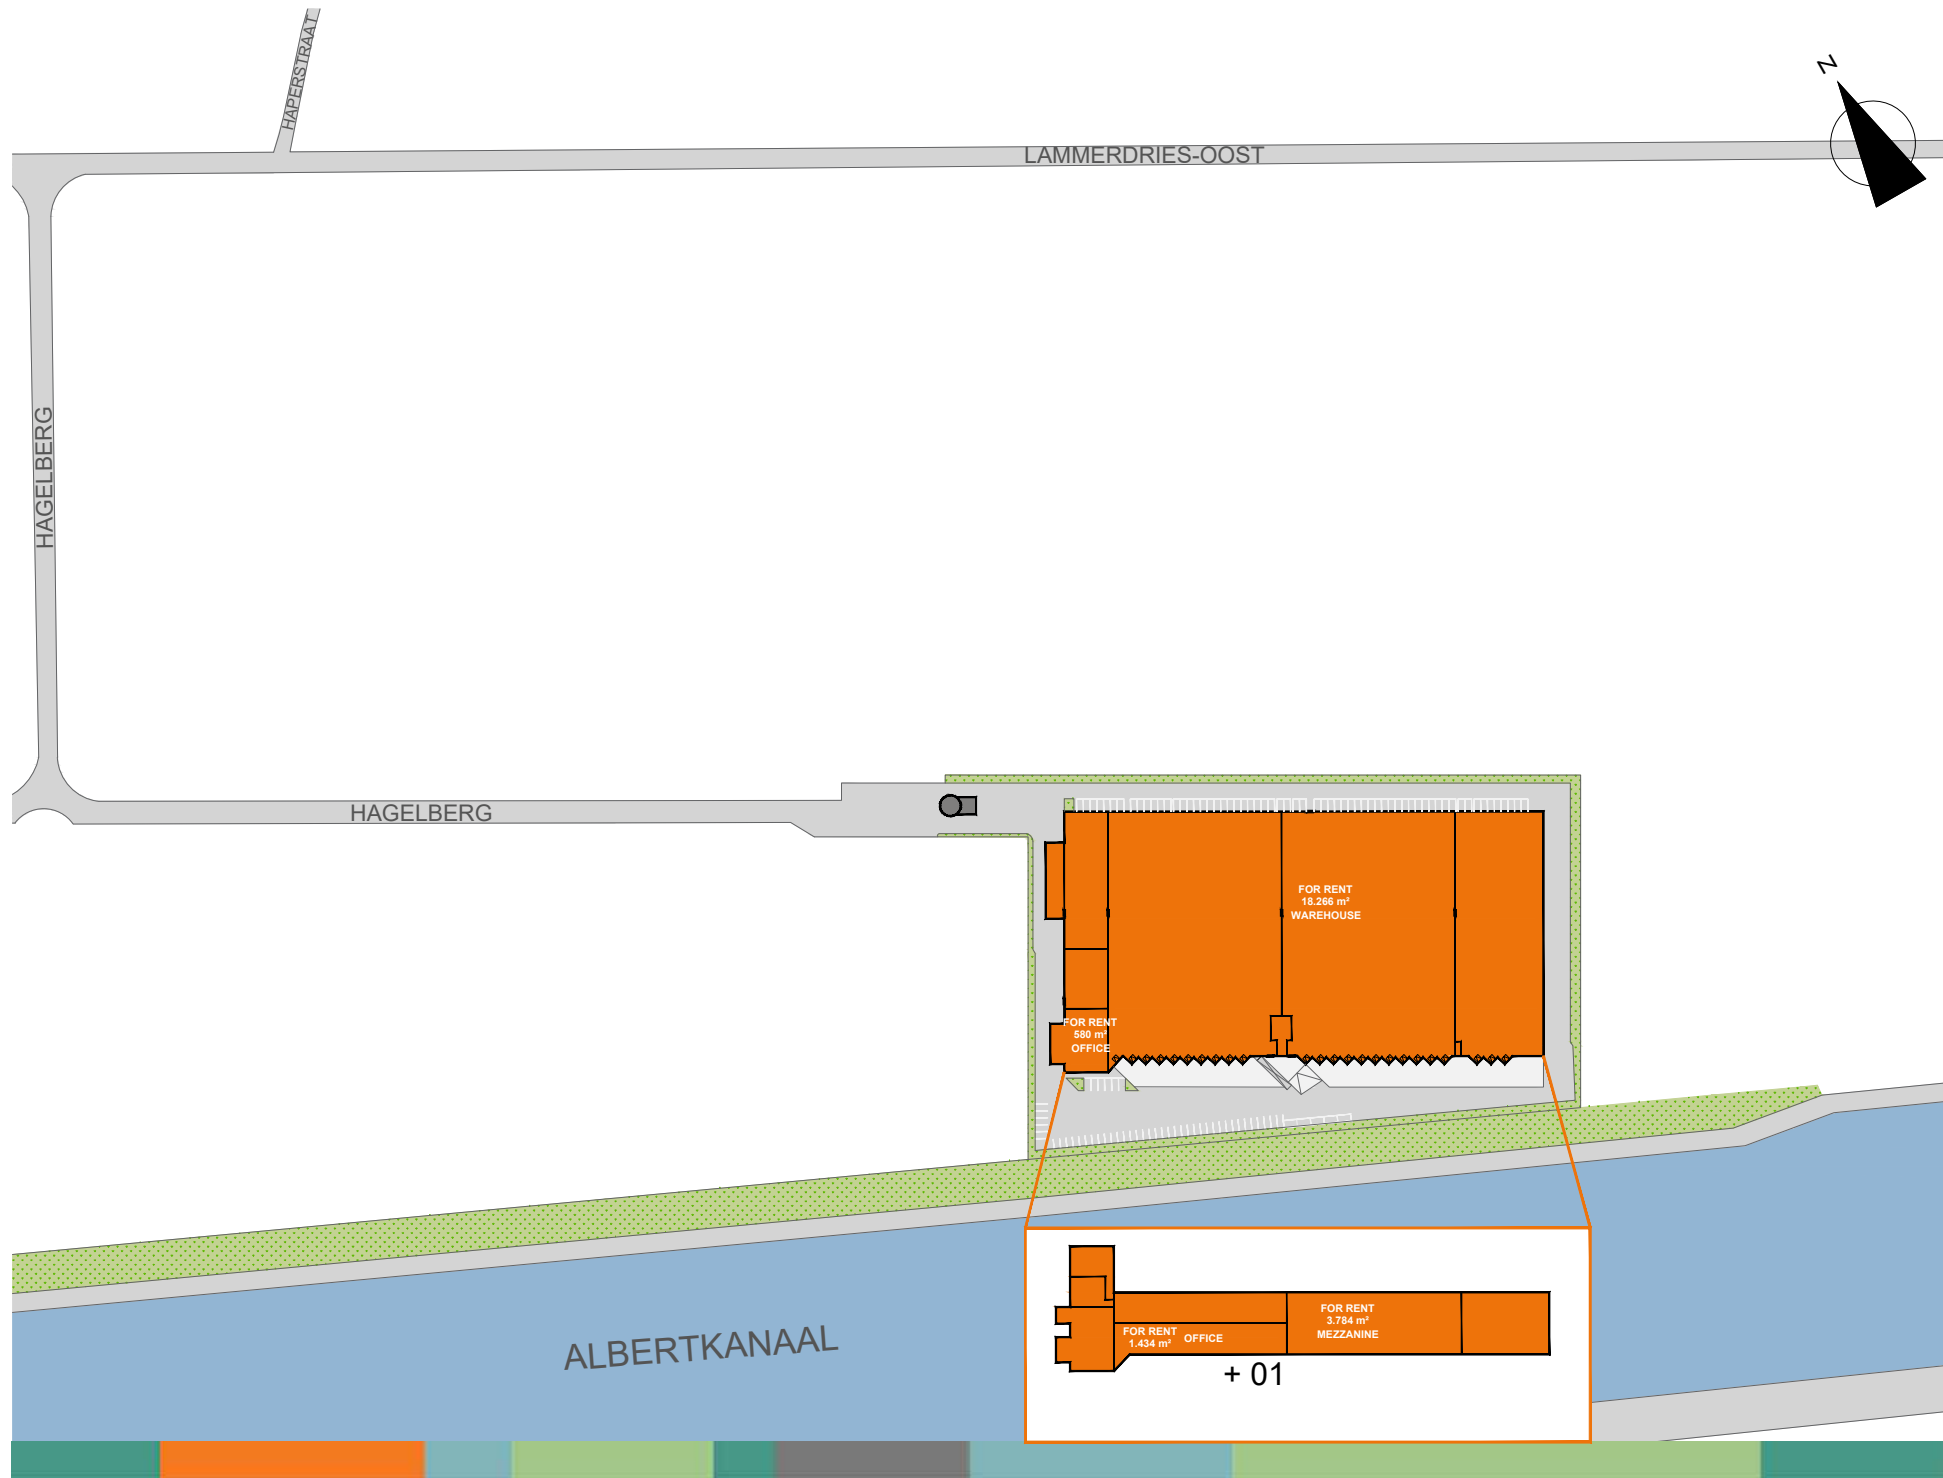 HAPERSTRAAT
N
LAMMERDRIES-OOST
HAGELBERG
HAGELBERG
FOR RENT
18.266 m²
WAREHOUSE
FOR RENT
580 m²
OFFICE
FOR RENT
3.784 m²
MEZZANINE
FOR RENT
1.434 m²
OFFICE
+ 01
ALBERTKANAAL